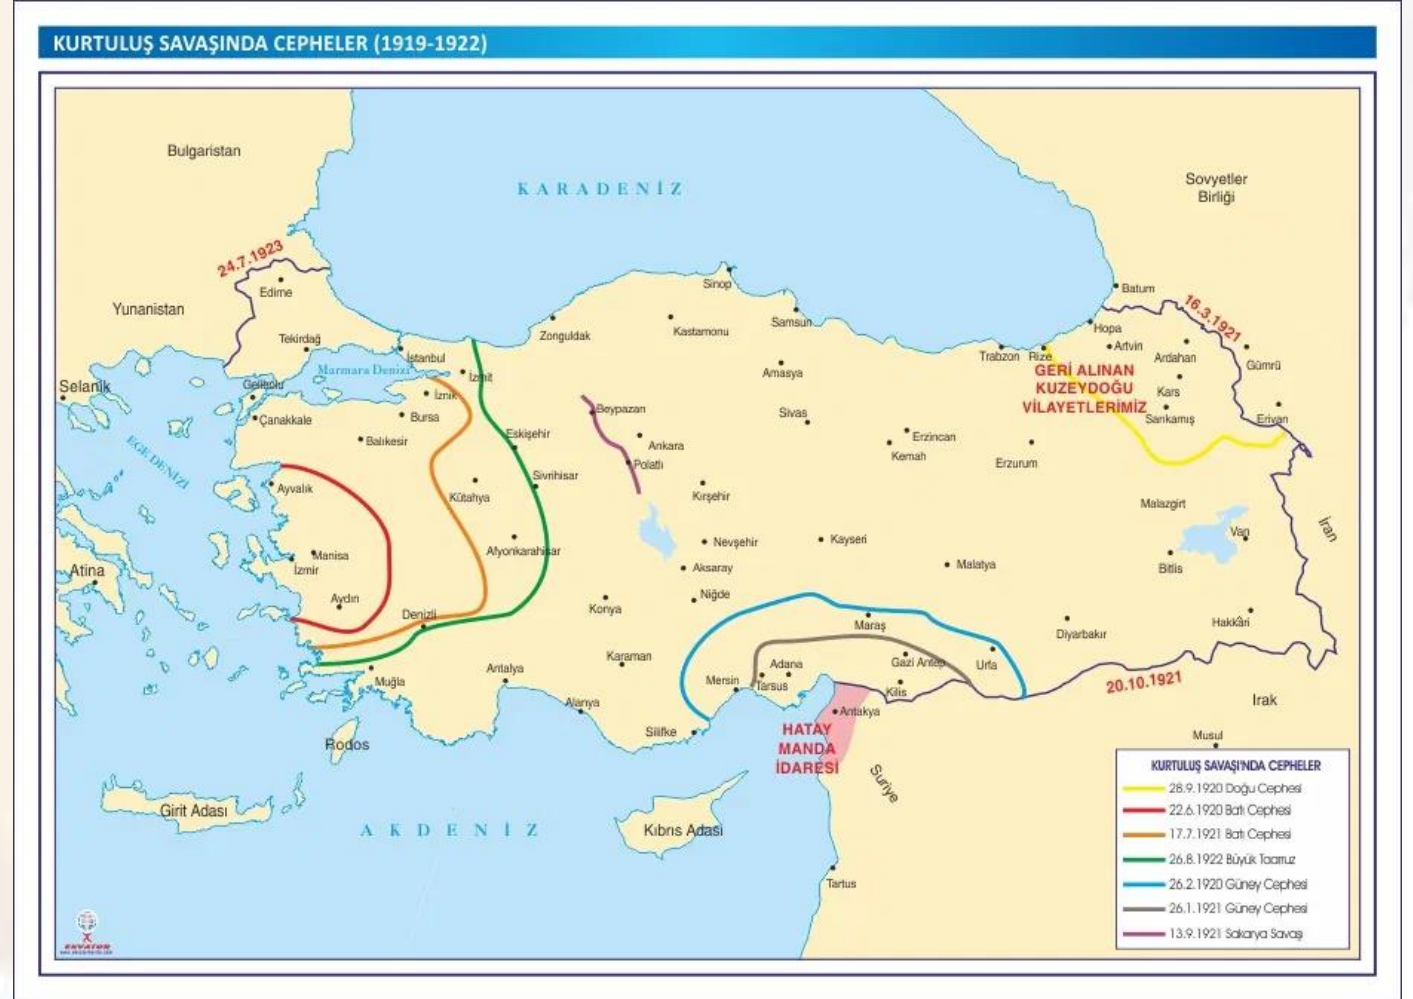 KURTULUŞ SAVAŞINDA CEPHELER (1919-1922)
Bulgaristan
KARADENİZ
Sovyetler
Birliği
24.7.1923
Edirne
Yunanistan
Tekirdağ
İstanbul
Marmara Denizi
Selanik
Gelibolu
Çanakkale
İzmit
İznik
Bursa
Balıkesir
EGE DENİZİ
Zonguldak
Kastamonu
Sinop
Samsun
Amasya
Sivas
Trabzon
Rize
Batum
Hopa
Artvin
Ardahan
16.3.1921
Gümrü
Kars
Sarıkamış
Erivan
GERİ ALINAN
KUZEYDOĞU
VİLAYETLERİMİZ
Beypazarı
Ankara
Polatlı
Eskişehir
Sivrihisar
Kütahya
Afyonkarahisar
Erzincan
Kemah
Erzurum
Kırşehir
Nevşehir
Kayseri
Aksaray
Niğde
Malatya
Malazgirt
Van
Bitlis
İran
Hakkâri
Diyarbakır
Ayvalık
Manisa
İzmir
Aydın
Atina
Denizli
Muğla
Antalya
Alanya
Konya
Karaman
Silifke
Mersin
Tarsus
Adana
Maraş
Gazi Antep
Kilis
Urfa
Antakya
20.10.1921
Irak
Musul
HATAY
MANDA
İDARESİ
Suriye
Tartus
Rodos
Girit Adası
AKDENİZ
Kıbrıs Adası
KURTULUŞ SAVAŞI'NDA CEPHELER
28.9.1920 Doğu Cephesi
22.6.1920 Batı Cephesi
17.7.1921 Batı Cephesi
26.8.1922 Büyük Taarruz
26.2.1920 Güney Cephesi
26.1.1921 Güney Cephesi
13.9.1921 Sakarya Savaşı
EKVATOR